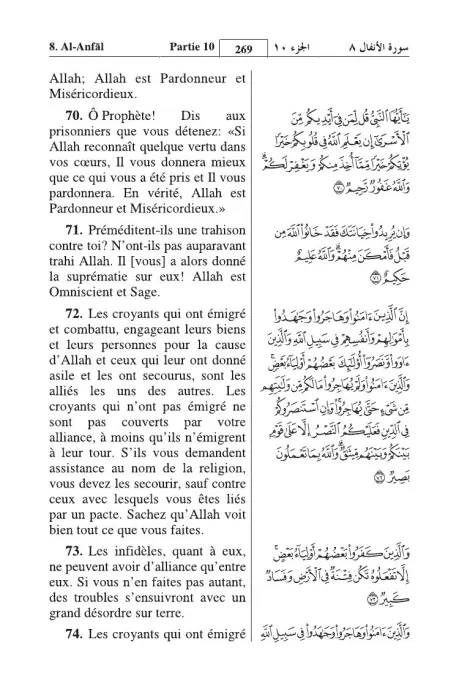 8. Al-Anfāl Partie 10 269 الجزء ١٠ سورة الأنفال ٨
Allah; Allah est Pardonneur et
Miséricordieux.
70. Ô Prophète! Dis aux
prisonniers que vous détenez: «Si
Allah reconnaît quelque vertu dans
vos cœurs, Il vous donnera mieux
que ce qui vous a été pris et Il vous
pardonnera. En vérité, Allah est
Pardonneur et Miséricordieux.»
71. Préméditent-ils une trahison
contre toi? N’ont-ils pas auparavant
trahi Allah. Il [vous] a alors donné
la suprématie sur eux! Allah est
Omniscient et Sage.
72. Les croyants qui ont émigré
et combattu, engageant leurs biens
et leurs personnes pour la cause
d’Allah et ceux qui leur ont donné
asile et les ont secourus, sont les
alliés les uns des autres. Les
croyants qui n’ont pas émigré ne
sont pas couverts par votre
alliance, à moins qu’ils n’émigrent
à leur tour. S’ils vous demandent
assistance au nom de la religion,
vous devez les secourir, sauf contre
ceux avec lesquels vous êtes liés
par un pacte. Sachez qu’Allah voit
bien tout ce que vous faites.
73. Les infidèles, quant à eux,
ne peuvent avoir d’alliance qu’entre
eux. Si vous n’en faites pas autant,
des troubles s’ensuivront avec un
grand désordre sur terre.
74. Les croyants qui ont émigré
يَٰٓأَيُّهَا ٱلنَّبِيُّ قُل لِّمَن فِيٓ أَيۡدِيكُم مِّنَ
ٱلۡأَسۡرَىٰٓ إِن يَعۡلَمِ ٱللَّهُ فِي قُلُوبِكُمۡ خَيۡرٗا
يُؤۡتِكُمۡ خَيۡرٗا مِّمَّآ أُخِذَ مِنكُمۡ وَيَغۡفِرۡ لَكُمۡۚ
وَٱللَّهُ غَفُورٞ رَّحِيمٞ ٧٠
وَإِن يُرِيدُواْ خِيَانَتَكَ فَقَدۡ خَانُواْ ٱللَّهَ مِن
قَبۡلُ فَأَمۡكَنَ مِنۡهُمۡۗ وَٱللَّهُ عَلِيمٌ
حَكِيمٌ ٧١
إِنَّ ٱلَّذِينَ ءَامَنُواْ وَهَاجَرُواْ وَجَٰهَدُواْ
بِأَمۡوَٰلِهِمۡ وَأَنفُسِهِمۡ فِي سَبِيلِ ٱللَّهِ وَٱلَّذِينَ
ءَاوَواْ وَّنَصَرُوٓاْ أُوْلَٰٓئِكَ بَعۡضُهُمۡ أَوۡلِيَآءُ بَعۡضٖۚ
وَٱلَّذِينَ ءَامَنُواْ وَلَمۡ يُهَاجِرُواْ مَا لَكُم مِّن وَلَٰيَتِهِم
مِّن شَيۡءٍ حَتَّىٰ يُهَاجِرُواْۚ وَإِنِ ٱسۡتَنصَرُوكُمۡ
فِي ٱلدِّينِ فَعَلَيۡكُمُ ٱلنَّصۡرُ إِلَّا عَلَىٰ قَوۡمِۭ
بَيۡنَكُمۡ وَبَيۡنَهُم مِّيثَٰقٞۗ وَٱللَّهُ بِمَا تَعۡمَلُونَ
بَصِيرٞ ٧٢
وَٱلَّذِينَ كَفَرُواْ بَعۡضُهُمۡ أَوۡلِيَآءُ بَعۡضٍۚ
إِلَّا تَفۡعَلُوهُ تَكُن فِتۡنَةٞ فِي ٱلۡأَرۡضِ وَفَسَادٞ
كَبِيرٞ ٧٣
وَٱلَّذِينَ ءَامَنُواْ وَهَاجَرُواْ وَجَٰهَدُواْ فِي سَبِيلِ ٱللَّهِ